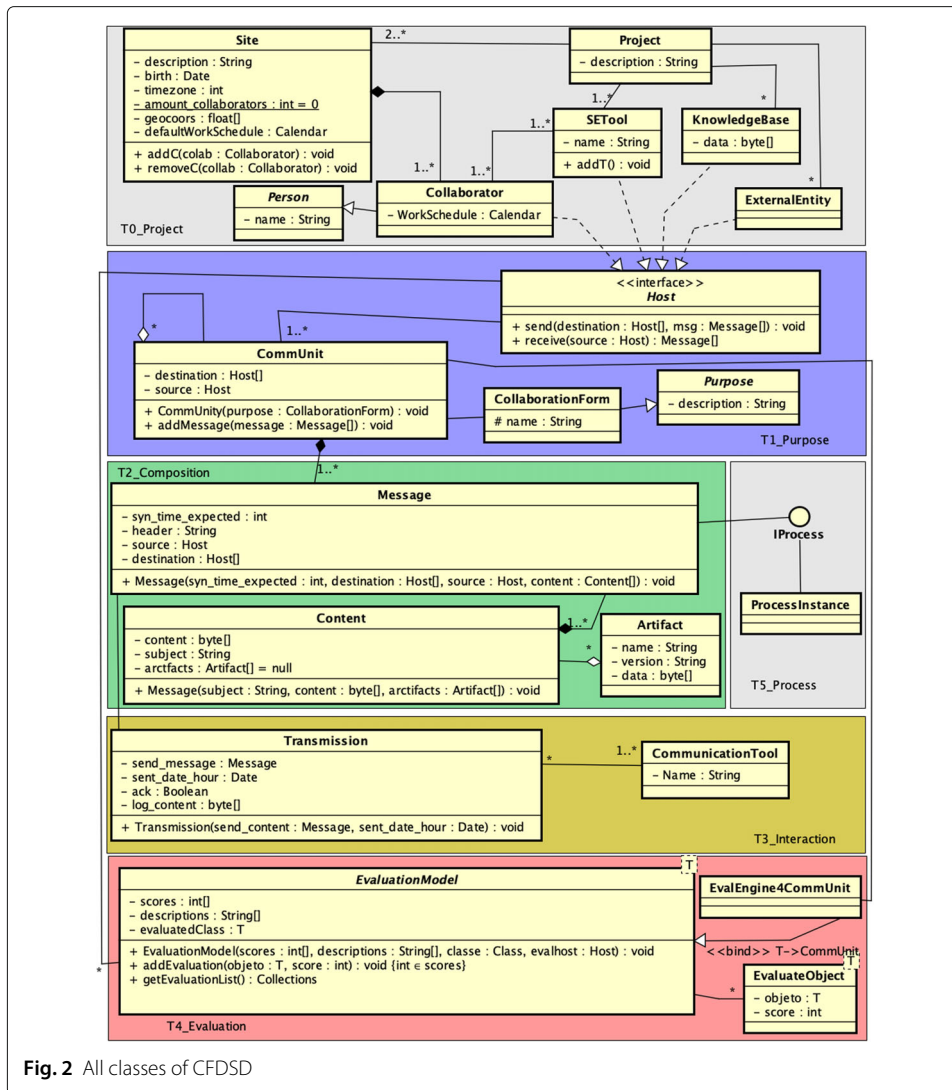 Site
- description : String
- birth : Date
- timezone : int
- amount_collaborators : int = 0
- geocoors : float[]
- defaultWorkSchedule : Calendar
+ addC(colab : Collaborator) : void
+ removeC(collab : Collaborator) : void
2..*
Project
- description : String
1..*
*
SETool
- name : String
+ addT() : void
1..*
KnowledgeBase
- data : byte[]
*
ExternalEntity
1..*
1..*
Person
- name : String
Collaborator
- WorkSchedule : Calendar
T0_Project
<<interface>>
Host
+ send(destination : Host[], msg : Message[]) : void
+ receive(source : Host) : Message[]
*
1..*
CommUnit
- destination : Host[]
- source : Host
+ CommUnity(purpose : CollaborationForm) : void
+ addMessage(message : Message[]) : void
CollaborationForm
# name : String
Purpose
- description : String
T1_Purpose
T2_Composition
1..*
Message
- syn_time_expected : int
- header : String
- source : Host
- destination : Host[]
+ Message(syn_time_expected : int, destination : Host[], source : Host, content : Content[]) : void
IProcess
ProcessInstance
T5_Process
Content
- content : byte[]
- subject : String
- arctfacts : Artifact[] = null
+ Message(subject : String, content : byte[], arctifacts : Artifact[]) : void
1..*
*
Artifact
- name : String
- version : String
- data : byte[]
Transmission
- send_message : Message
- sent_date_hour : Date
- ack : Boolean
- log_content : byte[]
+ Transmission(send_content : Message, sent_date_hour : Date) : void
*
1..*
CommunicationTool
- Name : String
T3_Interaction
T
EvaluationModel
- scores : int[]
- descriptions : String[]
- evaluatedClass : T
+ EvaluationModel(scores : int[], descriptions : String[], classe : Class, evalhost : Host) : void
+ addEvaluation(objeto : T, score : int) : void {int ∈ scores}
+ getEvaluationList() : Collections
*
EvalEngine4CommUnit
<<bind>> T->CommUnit
T
EvaluateObject
- objeto : T
- score : int
*
T4_Evaluation
Fig. 2 All classes of CFDSD